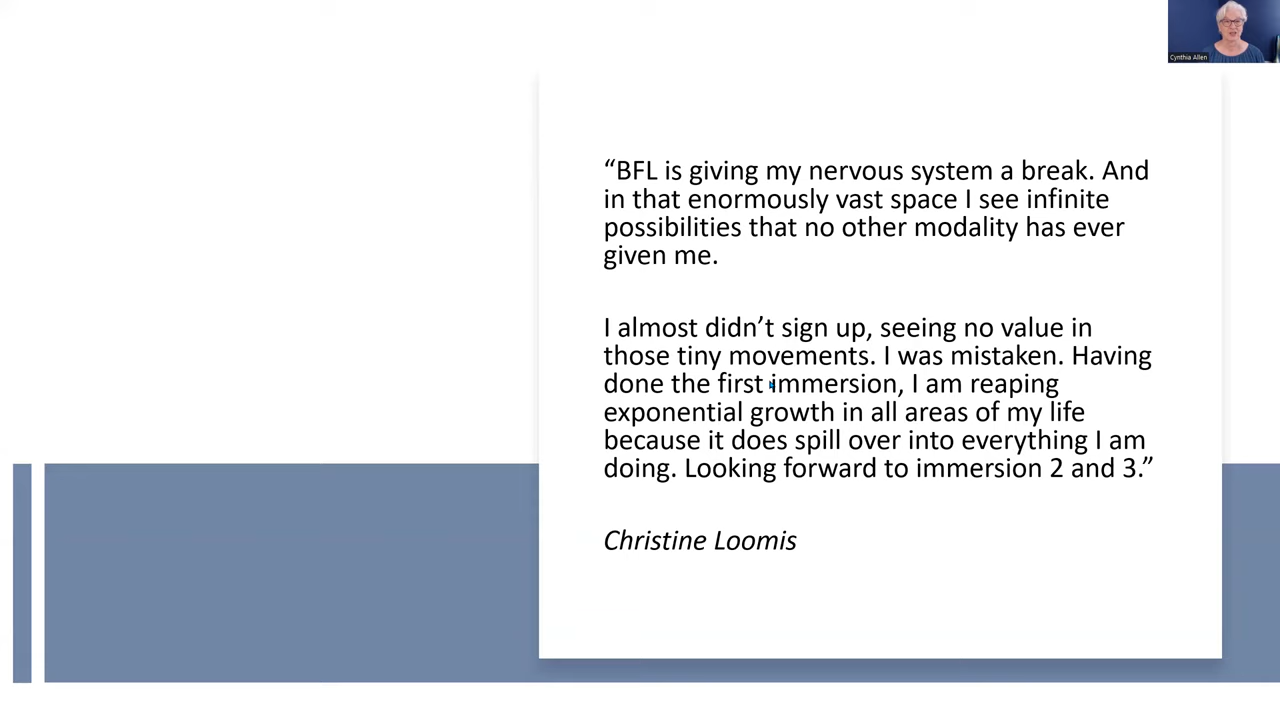 Cynthia Allen
“BFL is giving my nervous system a break. And
in that enormously vast space I see infinite
possibilities that no other modality has ever
given me.
I almost didn’t sign up, seeing no value in
those tiny movements. I was mistaken. Having
done the first immersion, I am reaping
exponential growth in all areas of my life
because it does spill over into everything I am
doing. Looking forward to immersion 2 and 3.”
Christine Loomis